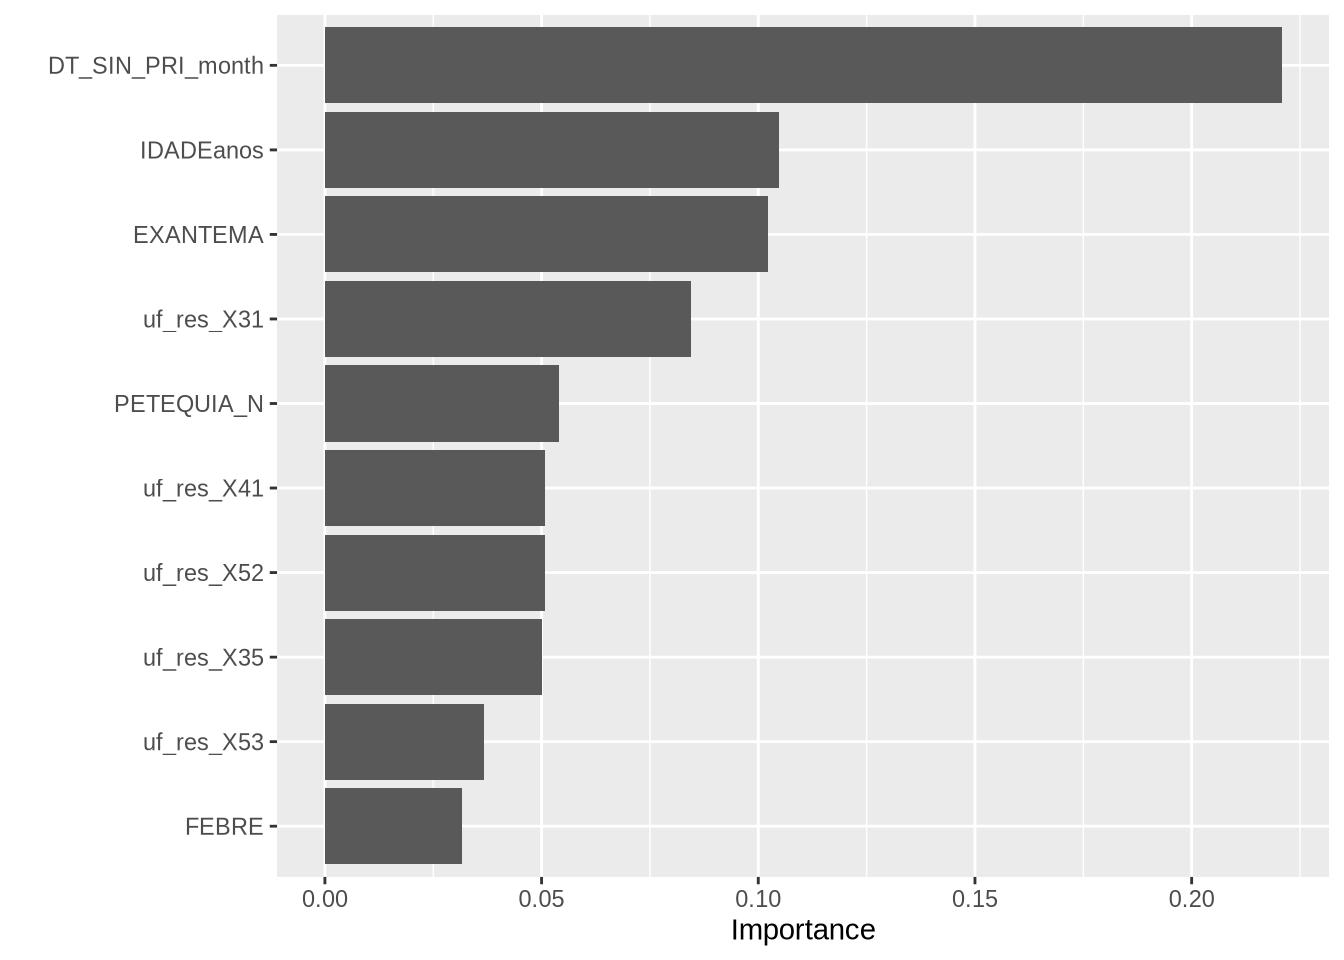 DT_SIN_PRI_month
IDADEanos
EXANTEMA
uf_res_X31
PETEQUIA_N
uf_res_X41
uf_res_X52
uf_res_X35
uf_res_X53
FEBRE
0.00 0.05 0.10 0.15 0.20
Importance